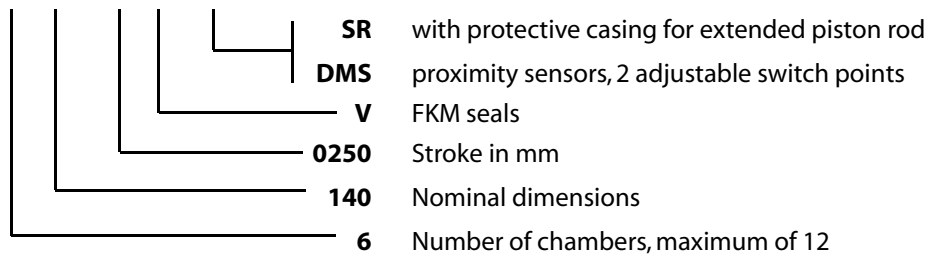 SR with protective casing for extended piston rod
DMS proximity sensors, 2 adjustable switch points
V FKM seals
0250 Stroke in mm
140 Nominal dimensions
6 Number of chambers, maximum of 12